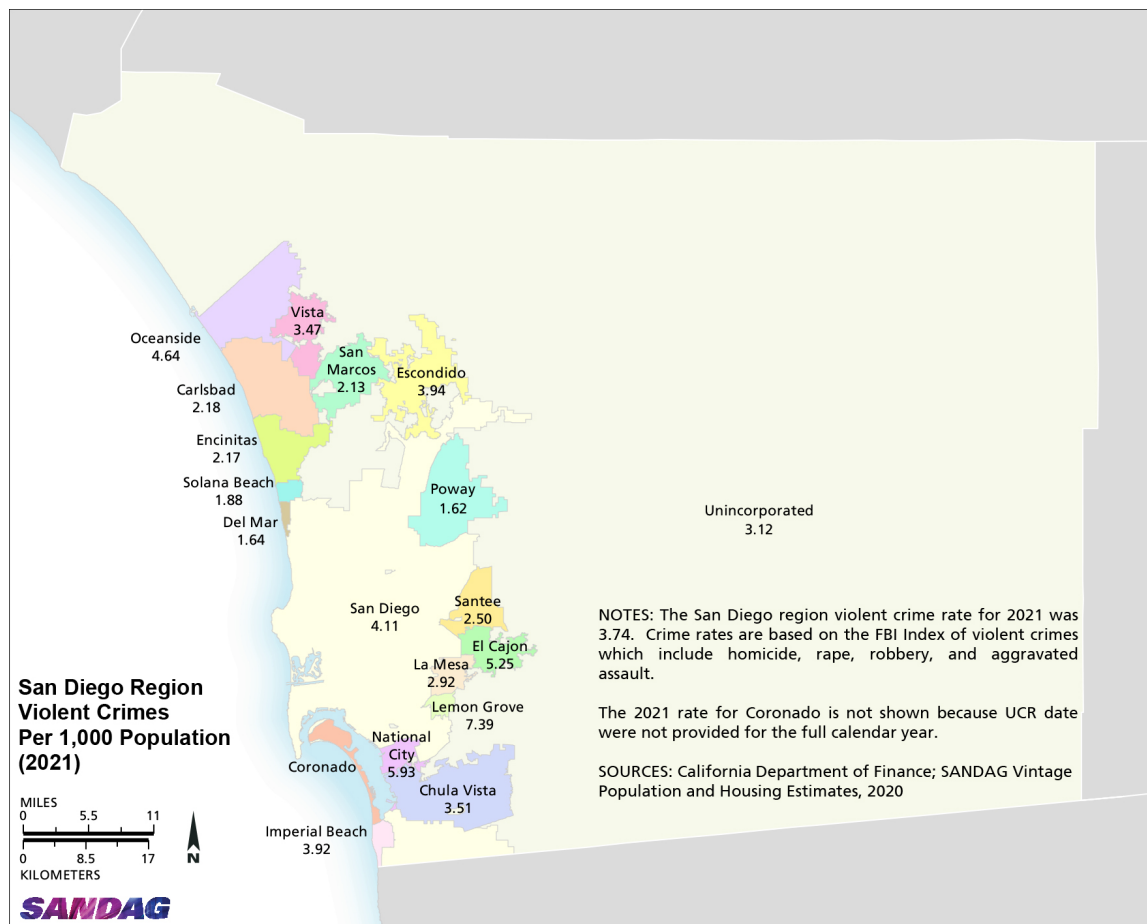 Vista
3.47
Oceanside
4.64
San
Marcos
2.13
Escondido
3.94
Carlsbad
2.18
Encinitas
2.17
Solana Beach
1.88
Del Mar
1.64
Poway
1.62
Unincorporated
3.12
San Diego
4.11
Santee
2.50
El Cajon
5.25
La Mesa
2.92
Lemon Grove
7.39
National
City
5.93
Coronado
Chula Vista
3.51
Imperial Beach
3.92
NOTES: The San Diego region violent crime rate for 2021 was
3.74. Crime rates are based on the FBI Index of violent crimes
which include homicide, rape, robbery, and aggravated
assault.
The 2021 rate for Coronado is not shown because UCR date
were not provided for the full calendar year.
SOURCES: California Department of Finance; SANDAG Vintage
Population and Housing Estimates, 2020
San Diego Region
Violent Crimes
Per 1,000 Population
(2021)
MILES
0 5.5 11
0 8.5 17
KILOMETERS
N
SANDAG